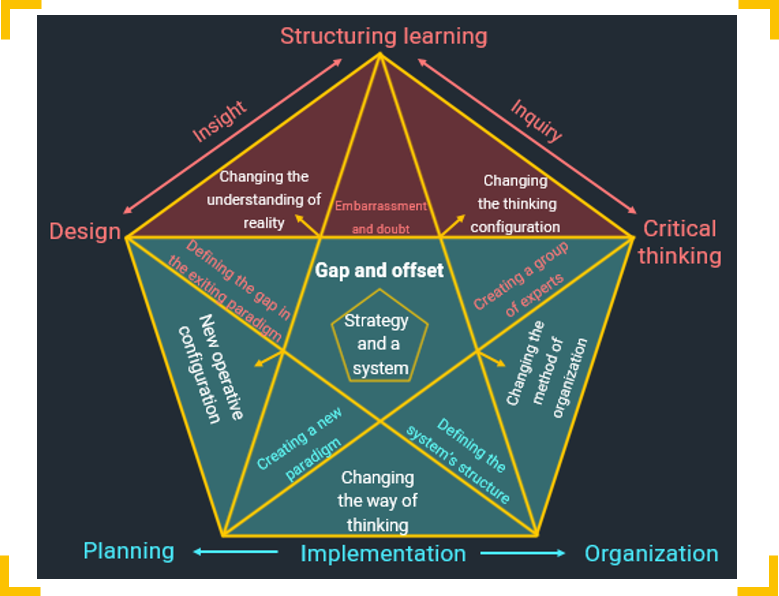 Structuring learning
Insight
Inquiry
Changing the
understanding of
reality
Embarrassment
and doubt
Changing
the thinking
configuration
Design
Critical
thinking
Defining the gap in
the exiting paradigm
Gap and offset
Creating a group
of experts
Strategy
and a
system
New operative
configuration
Changing the
method of
organization
Creating a new
paradigm
Defining the
system's structure
Changing
the way of
thinking
Planning
Implementation
Organization